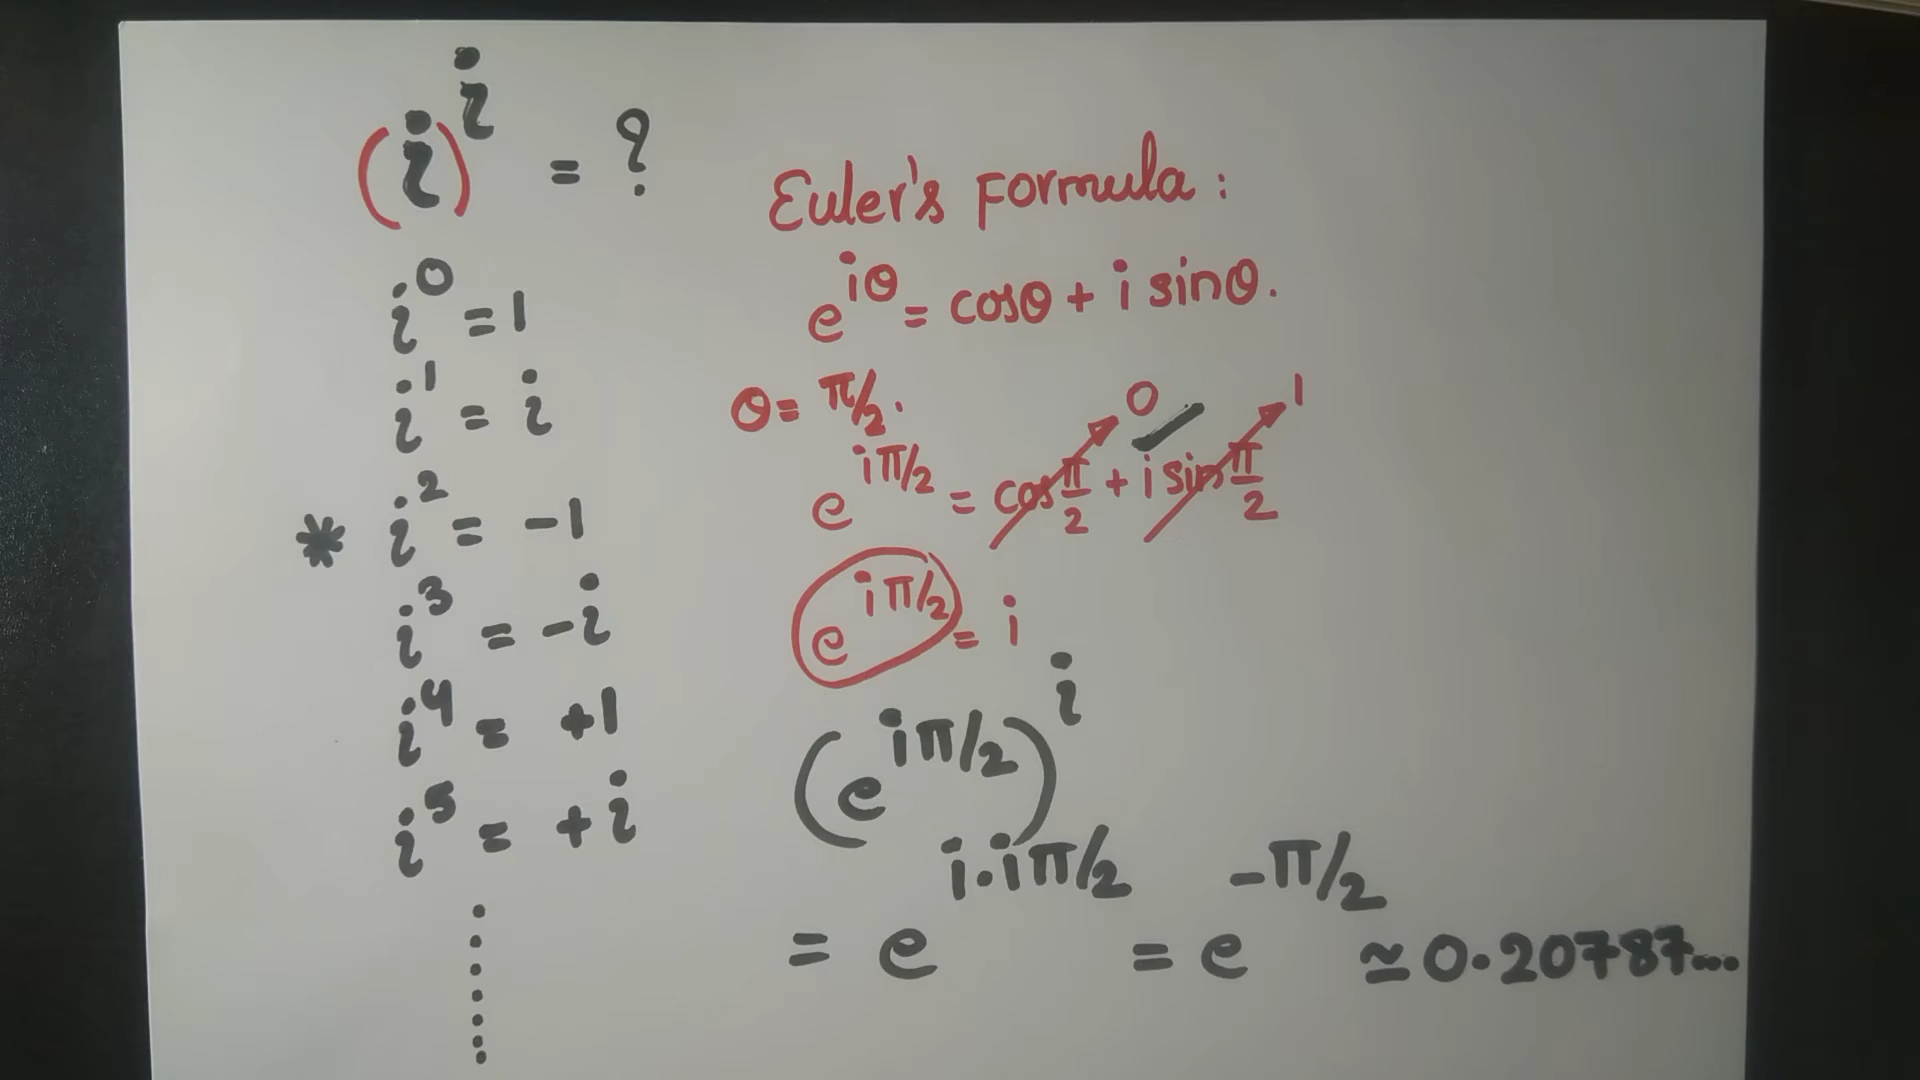 (i)^i = ?
i^0 = 1
i^1 = i
* i^2 = -1
i^3 = -i
i^4 = +1
i^5 = +i
Euler's Formula :
e^iθ = cosθ + i sinθ.
θ = π/2.
0 1
e^iπ/2 = cos π/2 + i sin π/2
e^iπ/2 = i
(e^iπ/2)^i
= e^i·iπ/2 = e^-π/2 ≃ 0.20787...